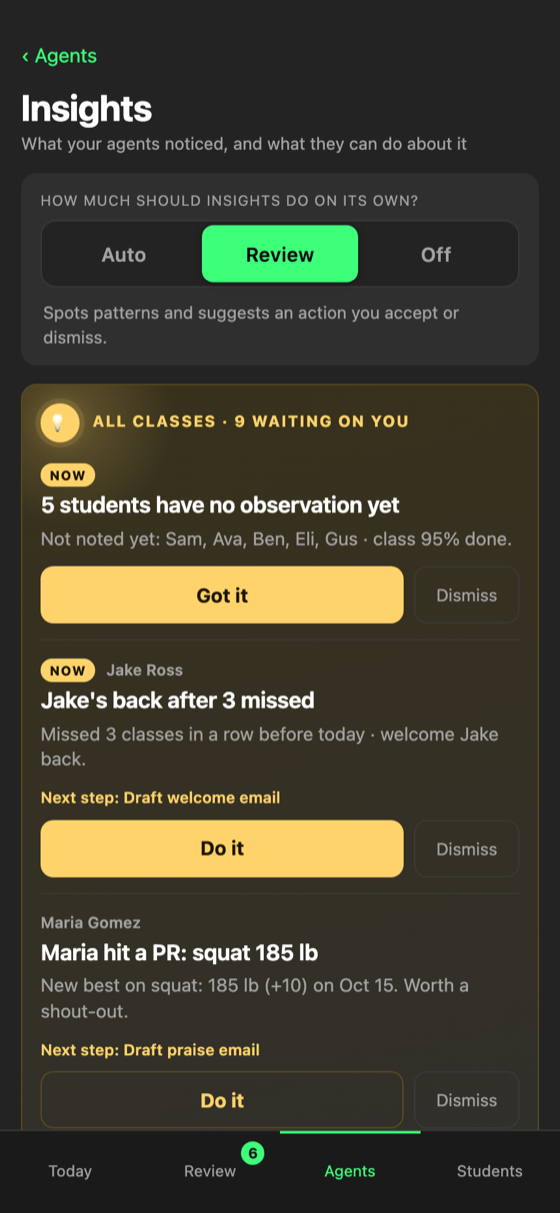 ‹ Agents
Insights
What your agents noticed, and what they can do about it
HOW MUCH SHOULD INSIGHTS DO ON ITS OWN?
Auto
Review
Off
Spots patterns and suggests an action you accept or
dismiss.
ALL CLASSES · 9 WAITING ON YOU
NOW
5 students have no observation yet
Not noted yet: Sam, Ava, Ben, Eli, Gus · class 95% done.
Got it
Dismiss
NOW Jake Ross
Jake's back after 3 missed
Missed 3 classes in a row before today · welcome Jake
back.
Next step: Draft welcome email
Do it
Dismiss
Maria Gomez
Maria hit a PR: squat 185 lb
New best on squat: 185 lb (+10) on Oct 15. Worth a
shout-out.
Next step: Draft praise email
Do it
Dismiss
Today
Review
6
Agents
Students